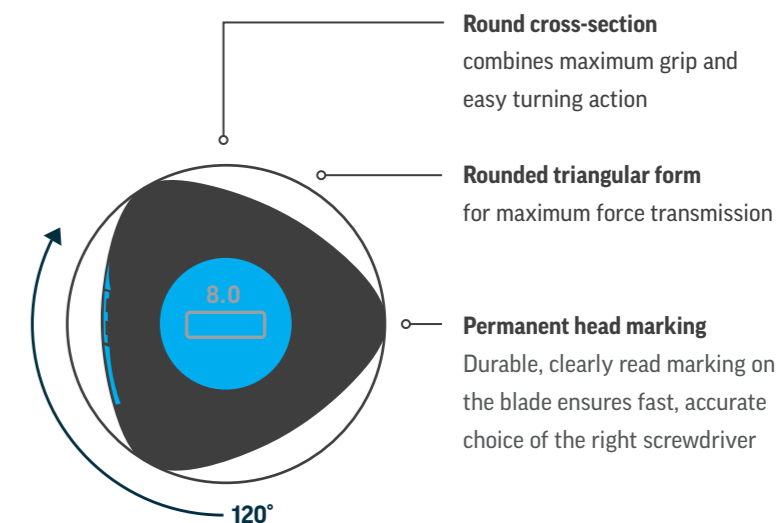 Round cross-section
combines maximum grip and
easy turning action
Rounded triangular form
for maximum force transmission
8.0
Permanent head marking
Durable, clearly read marking on
the blade ensures fast, accurate
choice of the right screwdriver
120°